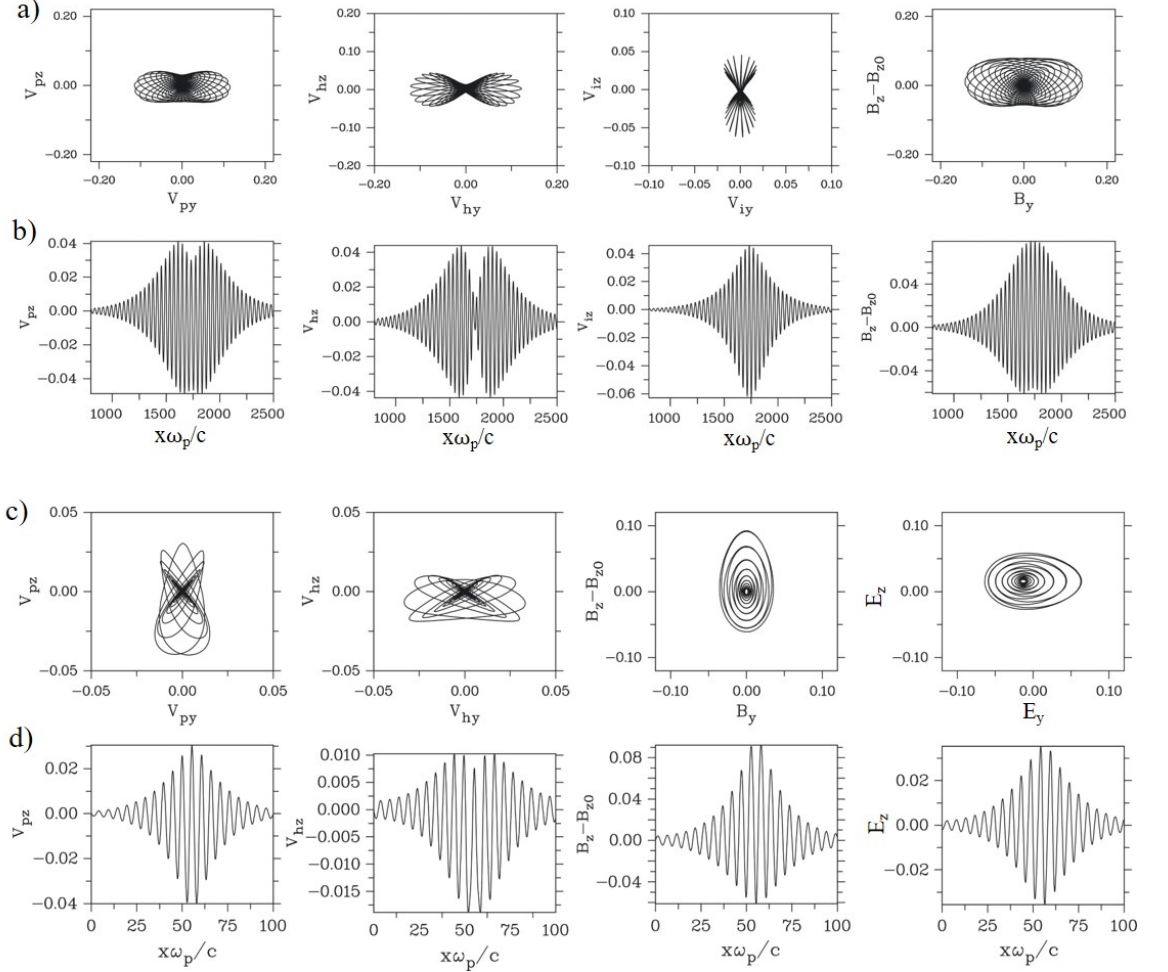 a)
0.20
0.00
−0.20
V_pz
−0.20 0.00 0.20
V_py
0.20
0.10
0.00
−0.10
−0.20
V_hz
−0.20 −0.10 0.00 0.10 0.20
V_hy
0.10
0.05
0.00
−0.05
−0.10
V_iz
−0.10 −0.05 0.00 0.05 0.10
V_iy
0.20
0.00
−0.20
B_z−B_z0
−0.20 0.00 0.20
B_y
b)
0.04
0.02
0.00
−0.02
−0.04
V_pz
1000 1500 2000 2500
xω_p/c
0.04
0.02
0.00
−0.02
−0.04
V_hz
1000 1500 2000 2500
xω_p/c
0.04
0.02
0.00
−0.02
−0.04
−0.06
V_iz
1000 1500 2000 2500
xω_p/c
0.04
0.00
−0.04
B_z−B_z0
1000 1500 2000 2500
xω_p/c
c)
0.05
0.00
−0.05
V_pz
−0.05 0.00 0.05
V_py
0.05
0.00
−0.05
V_hz
−0.05 0.00 0.05
V_hy
0.10
0.00
−0.10
B_z−B_z0
−0.10 0.00 0.10
B_y
0.10
0.00
−0.10
E_z
−0.10 0.00 0.10
E_y
d)
0.02
0.00
−0.02
−0.04
V_pz
0 25 50 75 100
xω_p/c
0.010
0.005
0.000
−0.005
−0.010
−0.015
V_hz
0 25 50 75 100
xω_p/c
0.08
0.04
0.00
−0.04
B_z−B_z0
0 25 50 75 100
xω_p/c
0.02
0.00
−0.02
E_z
0 25 50 75 100
xω_p/c